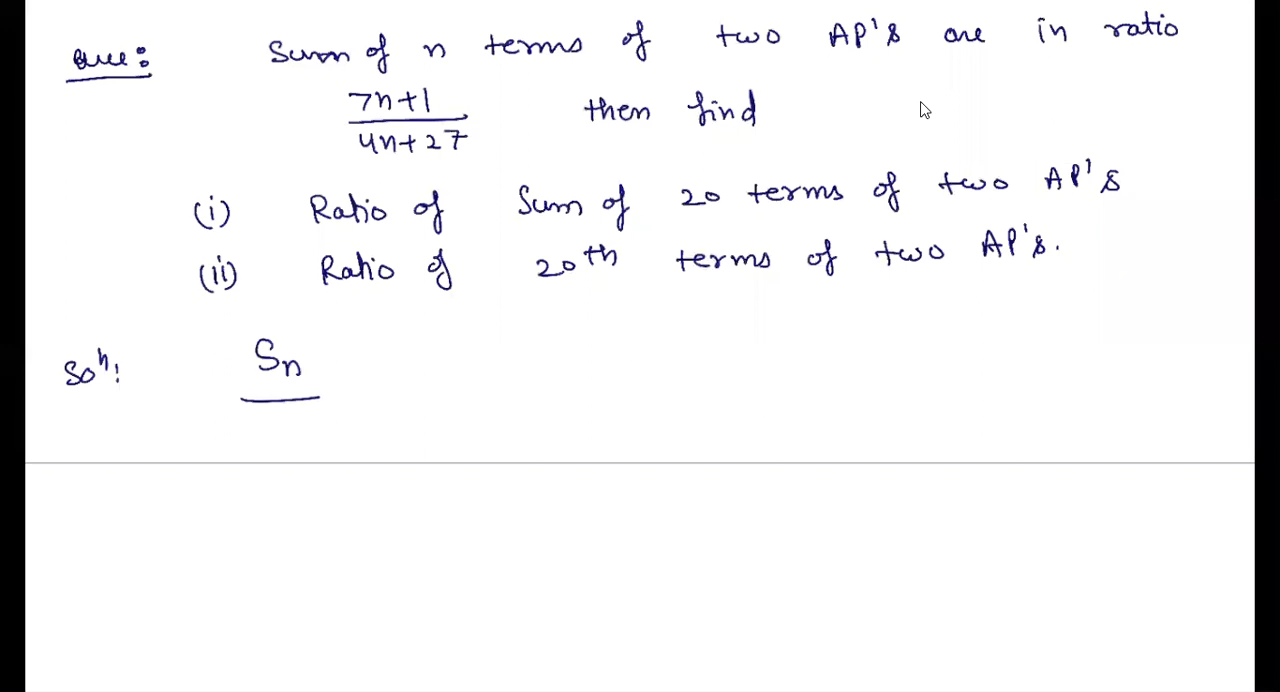 Que: Sum of n terms of two AP's are in ratio
7n+1
4n+27 then find
(i) Ratio of Sum of 20 terms of two AP's
(ii) Ratio of 20th terms of two AP's.
Soⁿ: Sn